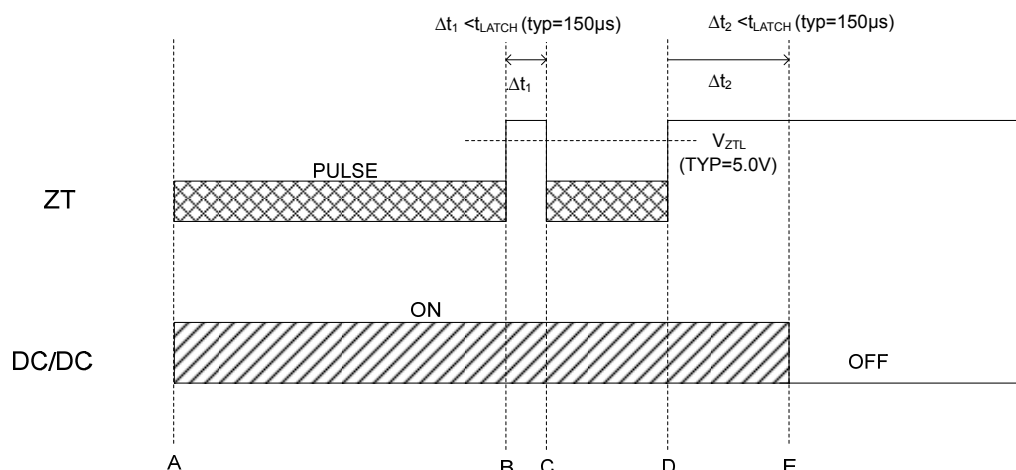 Δt1 <tLATCH (typ=150µs)
Δt2 <tLATCH (typ=150µs)
Δt1
Δt2
VZTL
(TYP=5.0V)
PULSE
ZT
ON
DC/DC
OFF
A
B
C
D
E